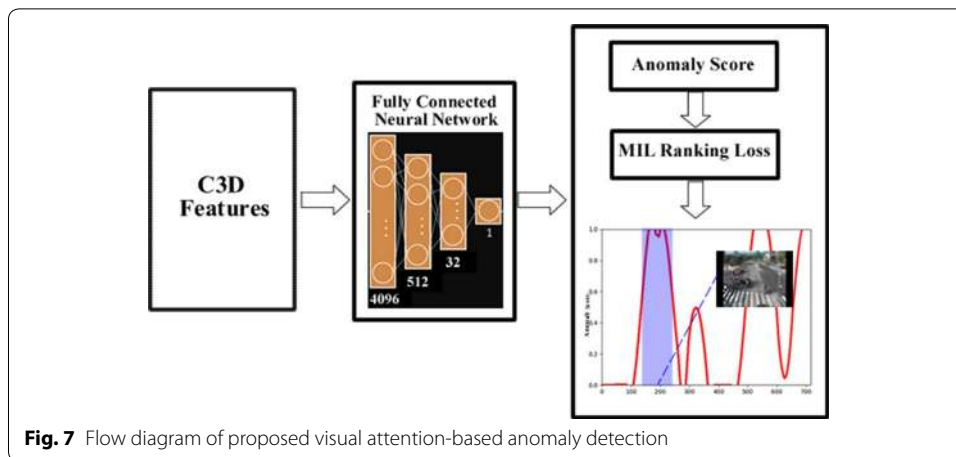 C3D
Features
Fully Connected
Neural Network
4096
512
32
1
Anomaly Score
MIL Ranking Loss
Anomaly Score
1.0
0.8
0.6
0.4
0.2
0.0
0 100 200 300 400 500 600 700
Fig. 7 Flow diagram of proposed visual attention-based anomaly detection